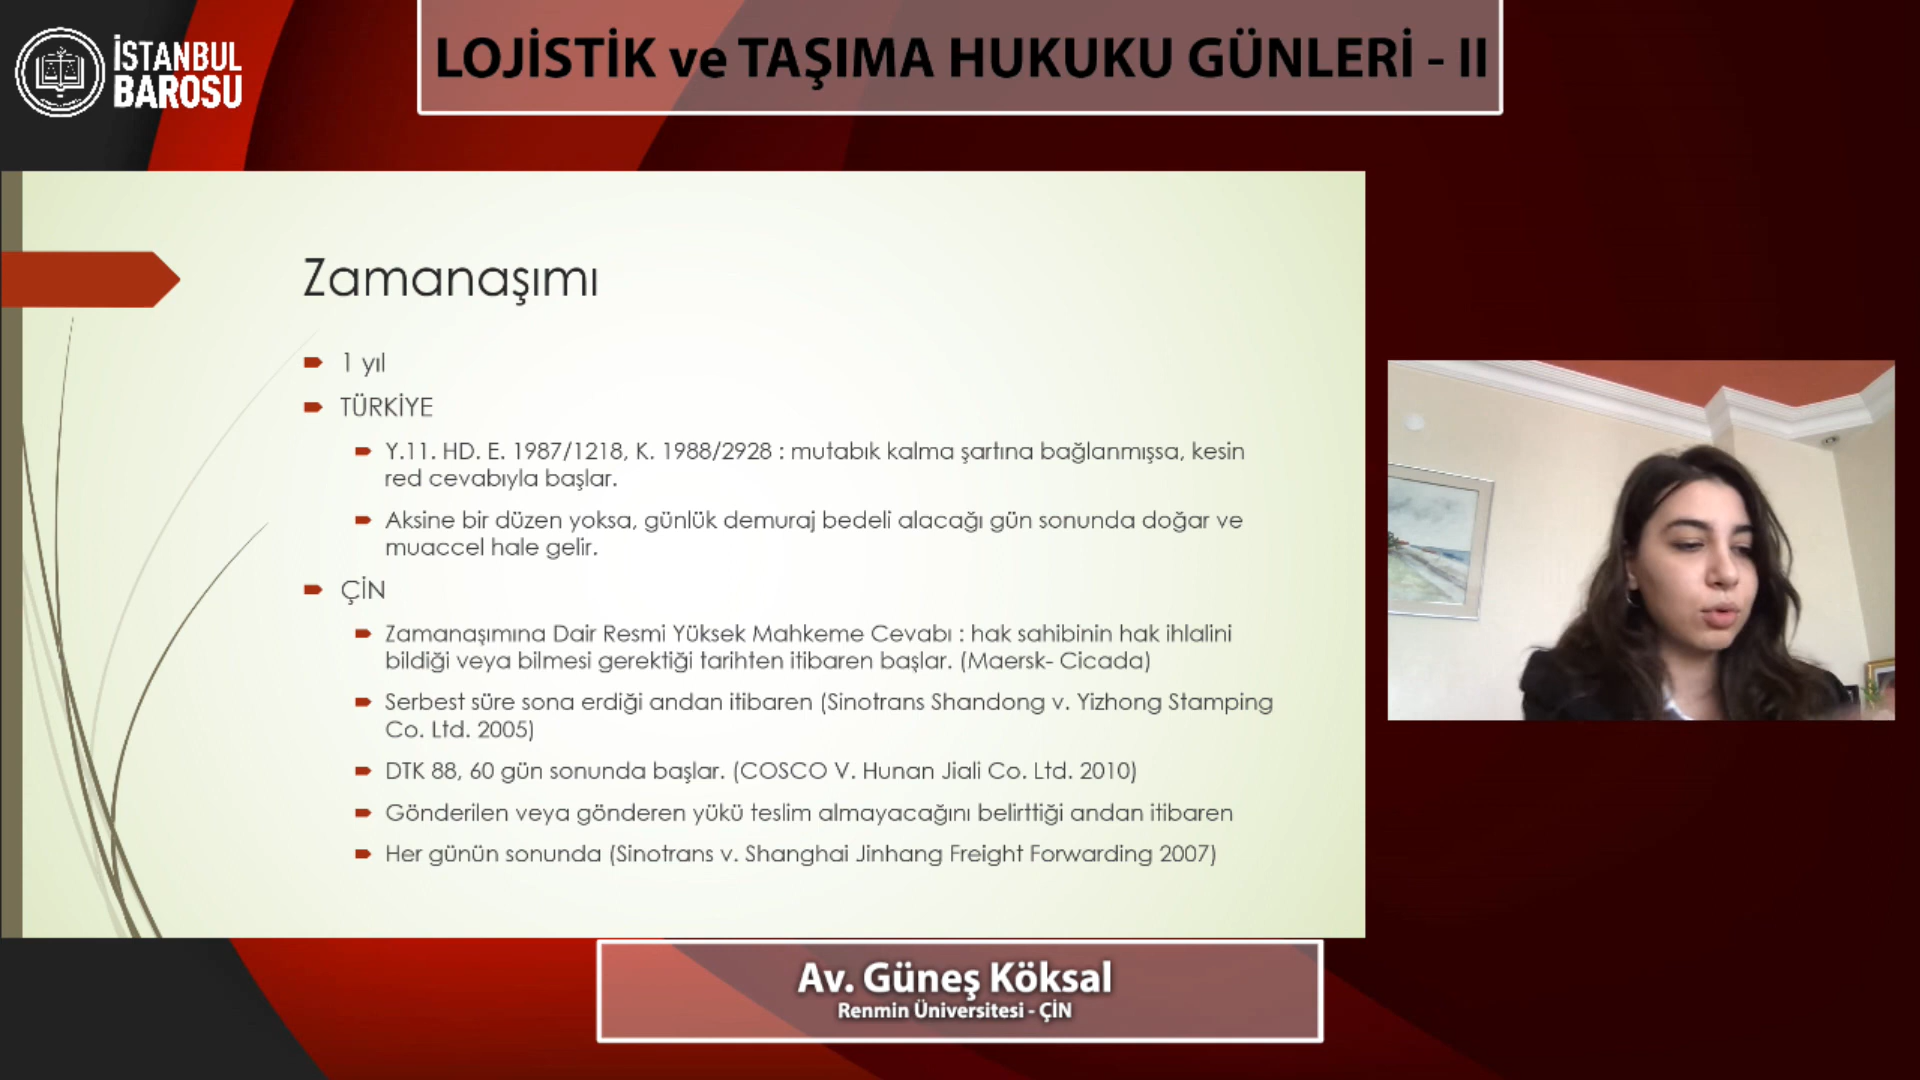 İSTANBUL
BAROSU
LOJİSTİK ve TAŞIMA HUKUKU GÜNLERİ - II
Zamanaşımı
1 yıl
TÜRKİYE
Y.11. HD. E. 1987/1218, K. 1988/2928 : mutabık kalma şartına bağlanmışsa, kesin
red cevabıyla başlar.
Aksine bir düzen yoksa, günlük demuraj bedeli alacağı gün sonunda doğar ve
muaccel hale gelir.
ÇİN
Zamanaşımına Dair Resmi Yüksek Mahkeme Cevabı : hak sahibinin hak ihlalini
bildiği veya bilmesi gerektiği tarihten itibaren başlar. (Maersk- Cicada)
Serbest süre sona erdiği andan itibaren (Sinotrans Shandong v. Yizhong Stamping
Co. Ltd. 2005)
DTK 88, 60 gün sonunda başlar. (COSCO V. Hunan Jiali Co. Ltd. 2010)
Gönderilen veya gönderen yükü teslim almayacağını belirttiği andan itibaren
Her günün sonunda (Sinotrans v. Shanghai Jinhang Freight Forwarding 2007)
Av. Güneş Köksal
Renmin Üniversitesi - ÇİN